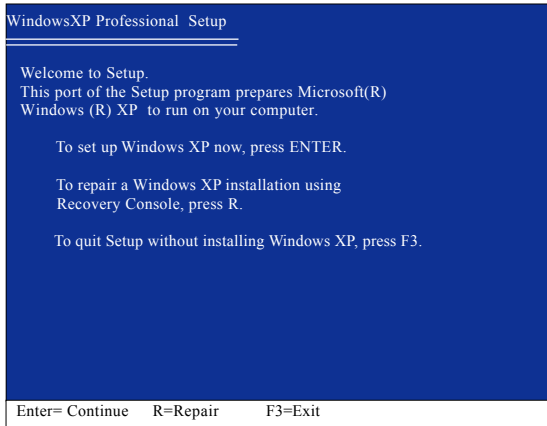 WindowsXP Professional Setup
Welcome to Setup.
This part of the Setup program prepares Microsoft(R)
Windows (R) XP to run on your computer.
To set up Windows XP now, press ENTER.
To repair a Windows XP installation using
Recovery Console, press R.
To quit Setup without installing Windows XP, press F3.
Enter= Continue R=Repair F3=Exit